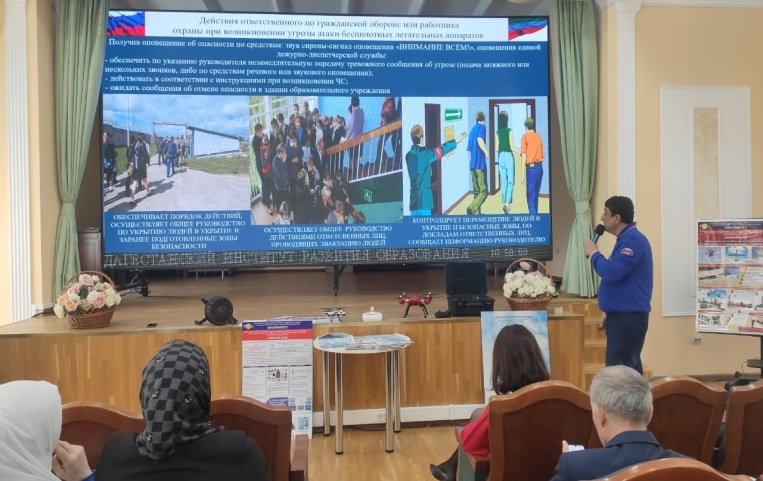 Действия ответственного по гражданской обороне или работника
охраны при возникновении угрозы атаки беспилотных летательных аппаратов
Получив оповещение об опасности по средствам: звук сирены-сигнал оповещения «ВНИМАНИЕ ВСЕМ!», оповещения единой
дежурно-диспетчерской службы:
- обеспечить по указанию руководителя незамедлительную передачу тревожного сообщения об угрозе (подача затяжного или
нескольких звонков, либо по средствам речевого или звукового оповещения);
- действовать в соответствии с инструкциями при возникновении ЧС;
- ожидать сообщения об отмене опасности в здании образовательного учреждения
ОБЕСПЕЧИВАЕТ ПОРЯДОК ДЕЙСТВИЙ,
ОСУЩЕСТВЛЯЕТ ОБЩЕЕ РУКОВОДСТВО
ПО УКРЫТИЮ ЛЮДЕЙ В УКРЫТИЕ В
ЗАРАНЕЕ ПОДГОТОВЛЕННЫЕ ЗОНЫ
БЕЗОПАСНОСТИ
ОСУЩЕСТВЛЯЕТ ОБЩЕЕ РУКОВОДСТВО
ДЕЙСТВИЯМИ ОТВЕТСТВЕННЫХ ЛИЦ,
ПРОВОДЯЩИХ ЭВАКУАЦИЮ ЛЮДЕЙ
КОНТРОЛИРУЕТ ПЕРЕМЕЩЕНИЕ ЛЮДЕЙ В
УКРЫТИЕ И БЕЗОПАСНЫЕ ЗОНЫ, ПО
ДОКЛАДАМ ОТВЕТСТВЕННЫХ ЛИЦ,
СООБЩАЕТ ИНФОРМАЦИЮ РУКОВОДИТЕЛЮ
ДАГЕСТАНСКИЙ ИНСТИТУТ РАЗВИТИЯ ОБРАЗОВАНИЯ